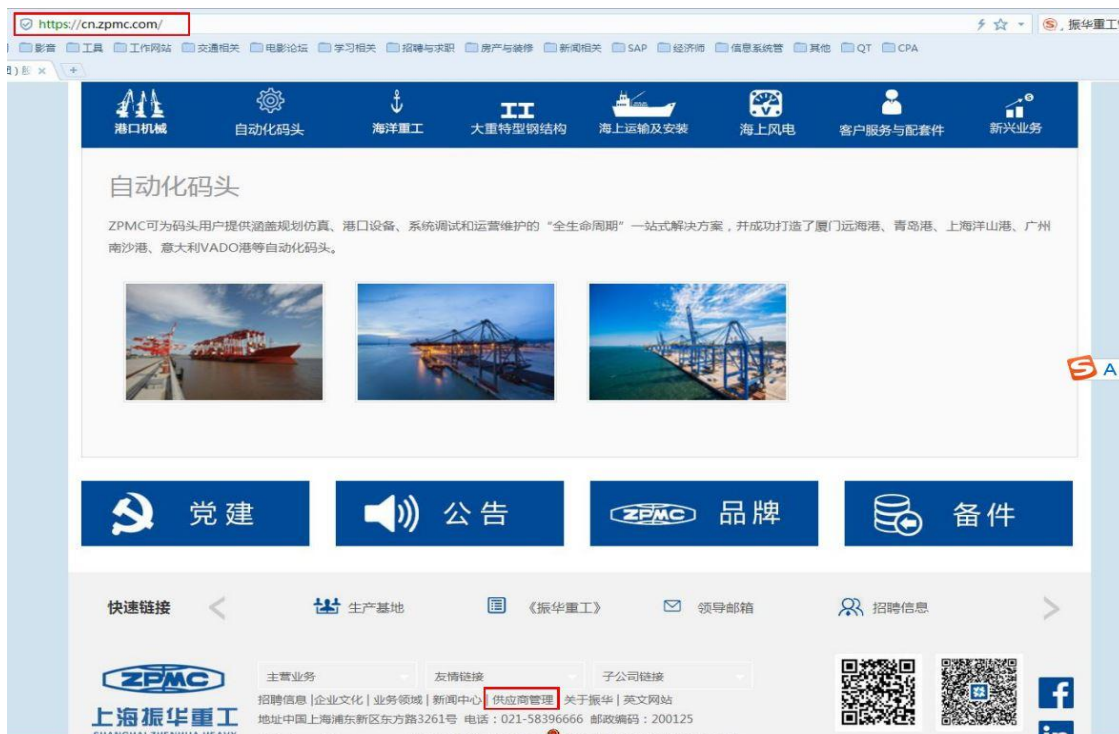 https://cn.zpmc.com/
振华重工
影音 工具 工作网站 交通相关 电影论坛 学习相关 招聘与求职 房产与装修 新闻相关 SAP 经济师 信息系统管 其他 QT CPA
港口机械 自动化码头 海洋重工 大重特型钢结构 海上运输及安装 海上风电 客户服务与配套件 新兴业务
自动化码头
ZPMC可为码头用户提供涵盖规划仿真、港口设备、系统调试和运营维护的“全生命周期”一站式解决方案，并成功打造了厦门远海港、青岛港、上海洋山港、广州
南沙港、意大利VADO港等自动化码头。
A
党建 公告 ZPMC 品牌 备件
快速链接 生产基地 《振华重工》 领导邮箱 招聘信息
ZPMC
主营业务 友情链接 子公司链接
招聘信息 |企业文化 | 业务领域 | 新闻中心 | 供应商管理 关于振华 | 英文网站
上海振华重工
地址中国上海浦东新区东方路3261号 电话：021-58396666 邮政编码：200125